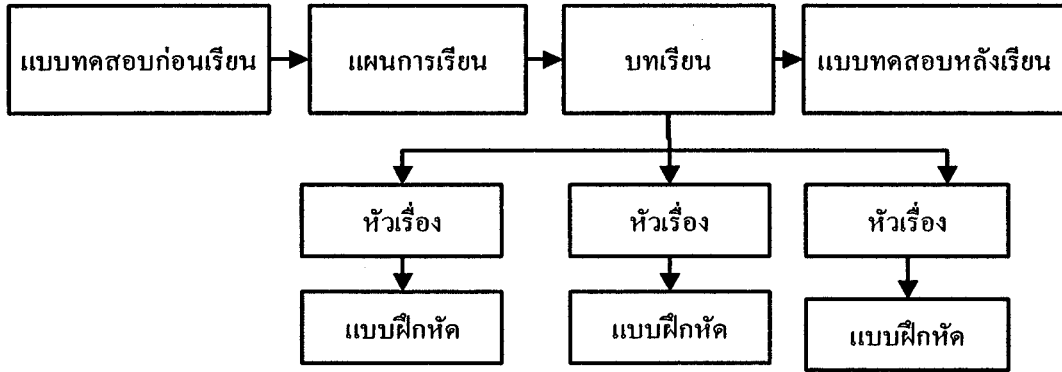 แบบทดสอบก่อนเรียน
แผนการเรียน
บทเรียน
แบบทดสอบหลังเรียน
หัวเรื่อง
หัวเรื่อง
หัวเรื่อง
แบบฝึกหัด
แบบฝึกหัด
แบบฝึกหัด